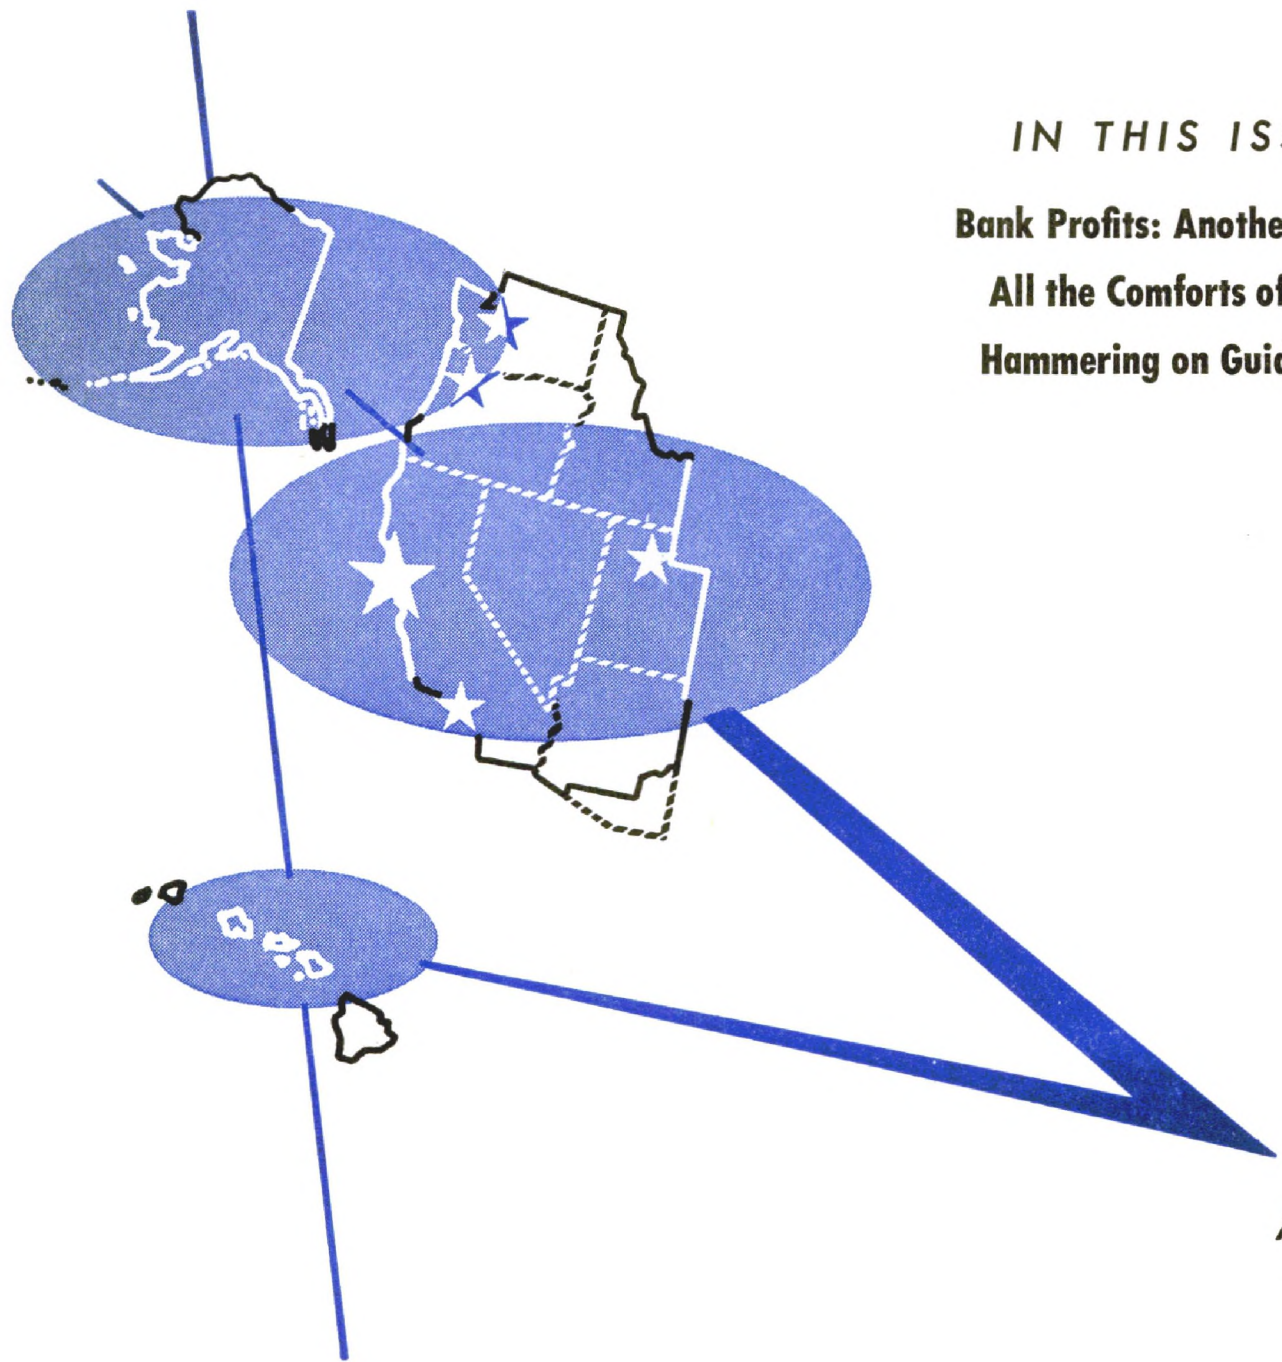 IN THIS IS
Bank Profits: Anothe
All the Comforts of
Hammering on Guid